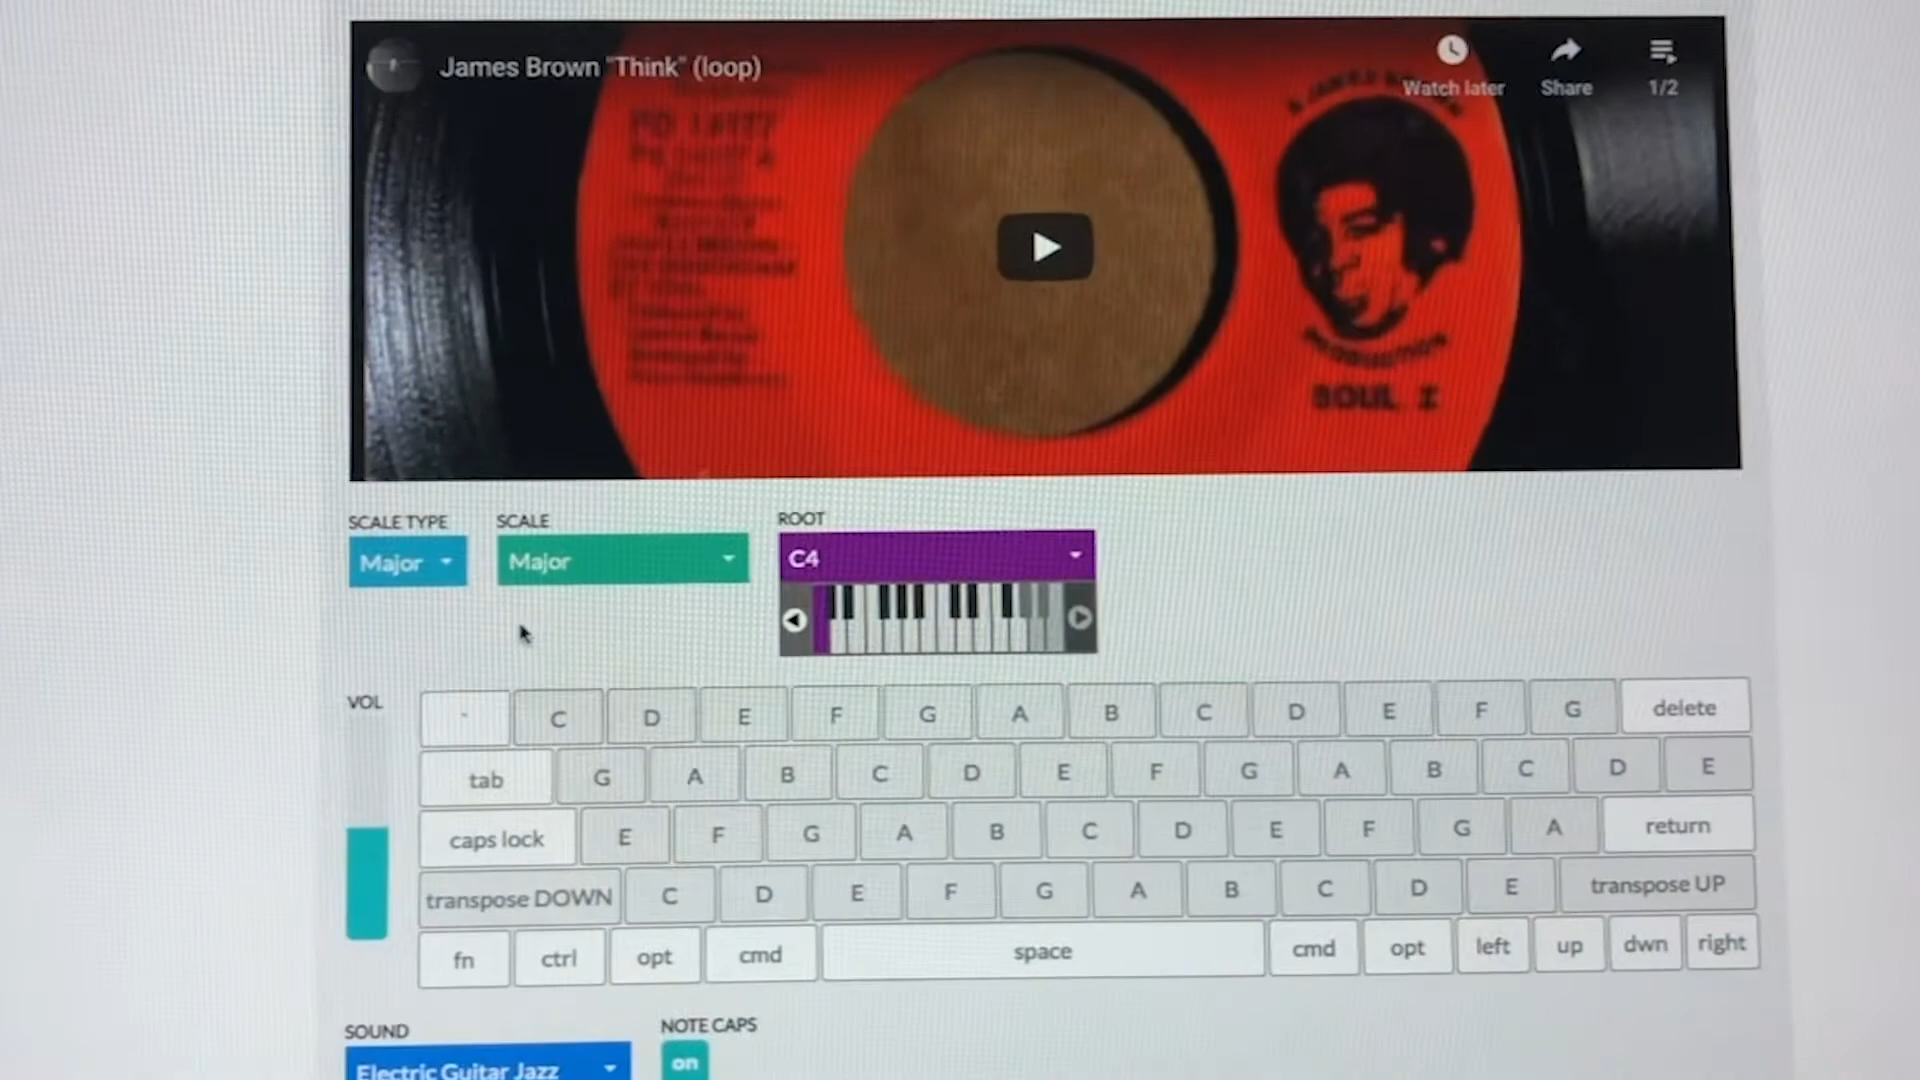 James Brown "Think" (loop)
Watch later
Share
1/2
PRODUCTION
SOUL I
SCALE TYPE
SCALE
ROOT
Major
Major
C4
VOL
` C D E F G A B C D E F G delete
tab G A B C D E F G A B C D E
caps lock E F G A B C D E F G A return
transpose DOWN C D E F G A B C D E transpose UP
fn ctrl opt cmd space cmd opt left up dwn right
SOUND
NOTE CAPS
Electric Guitar Jazz
on